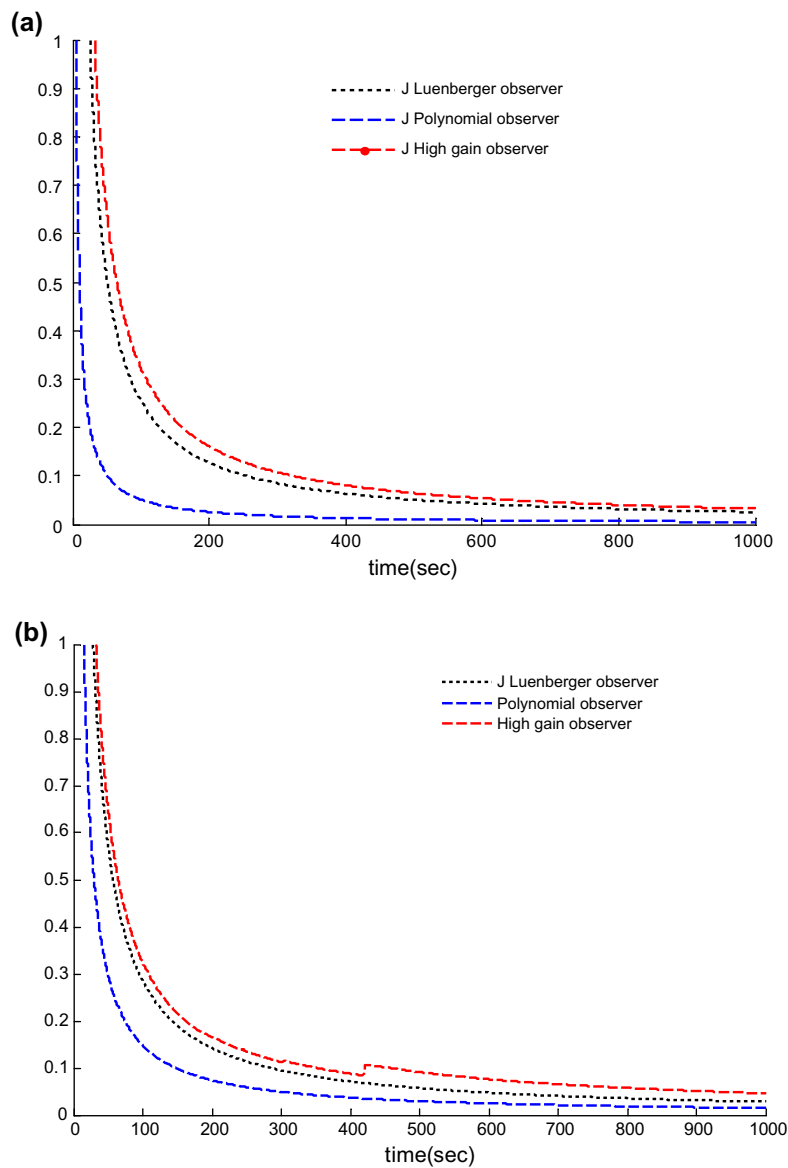 (a)
1
0.9
0.8
0.7
0.6
0.5
0.4
0.3
0.2
0.1
0
J Luenberger observer
J Polynomial observer
J High gain observer
0 200 400 600 800 1000
time(sec)
(b)
1
0.9
0.8
0.7
0.6
0.5
0.4
0.3
0.2
0.1
0
J Luenberger observer
Polynomial observer
High gain observer
0 100 200 300 400 500 600 700 800 900 1000
time(sec)